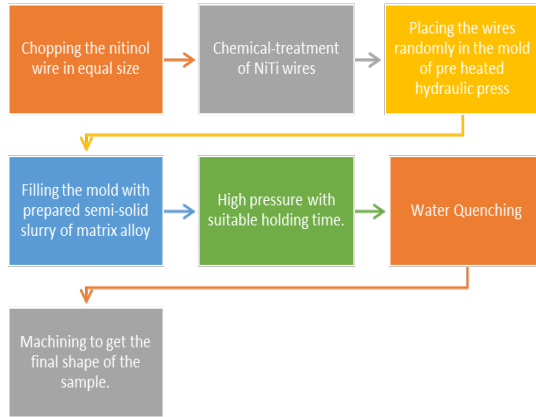 Chopping the nitinol
wire in equal size
Chemical-treatment
of NiTi wires
Placing the wires
randomly in the mold
of pre heated
hydraulic press
Filling the mold with
prepared semi-solid
slurry of matrix alloy
High pressure with
suitable holding time.
Water Quenching
Machining to get the
final shape of the
sample.